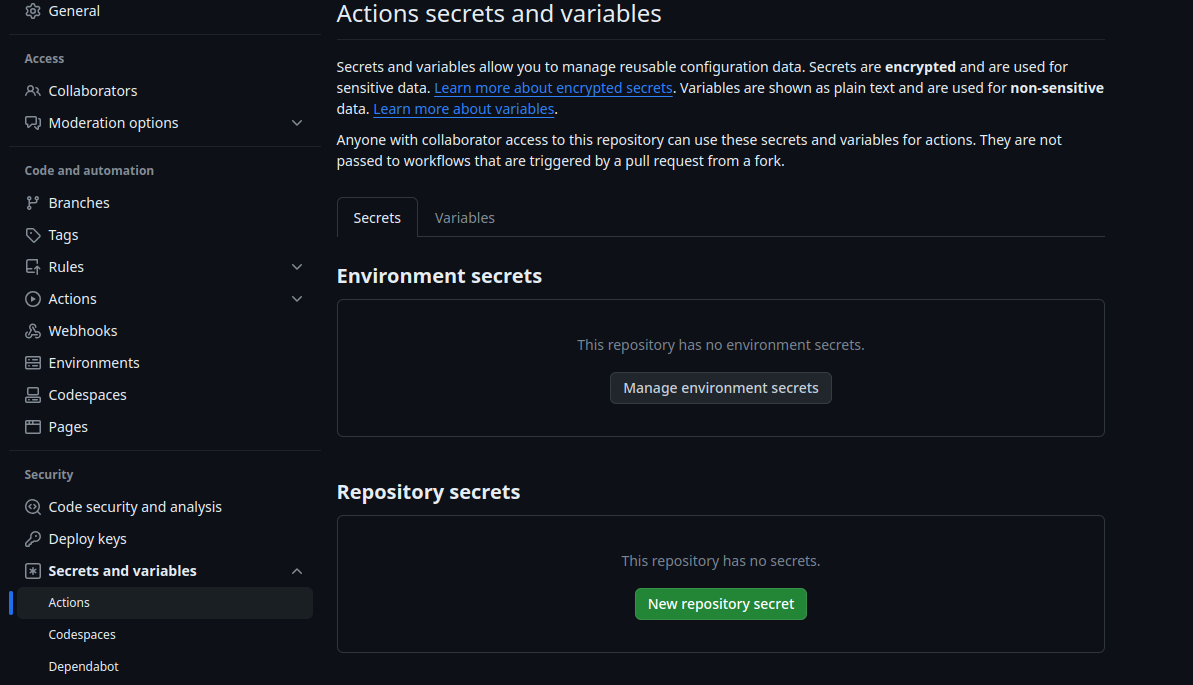 General
Access
Collaborators
Moderation options
Code and automation
Branches
Tags
Rules
Actions
Webhooks
Environments
Codespaces
Pages
Security
Code security and analysis
Deploy keys
Secrets and variables
Actions
Codespaces
Dependabot
Actions secrets and variables
Secrets and variables allow you to manage reusable configuration data. Secrets are encrypted and are used for
sensitive data. Learn more about encrypted secrets. Variables are shown as plain text and are used for non-sensitive
data. Learn more about variables.
Anyone with collaborator access to this repository can use these secrets and variables for actions. They are not
passed to workflows that are triggered by a pull request from a fork.
Secrets
Variables
Environment secrets
This repository has no environment secrets.
Manage environment secrets
Repository secrets
This repository has no secrets.
New repository secret